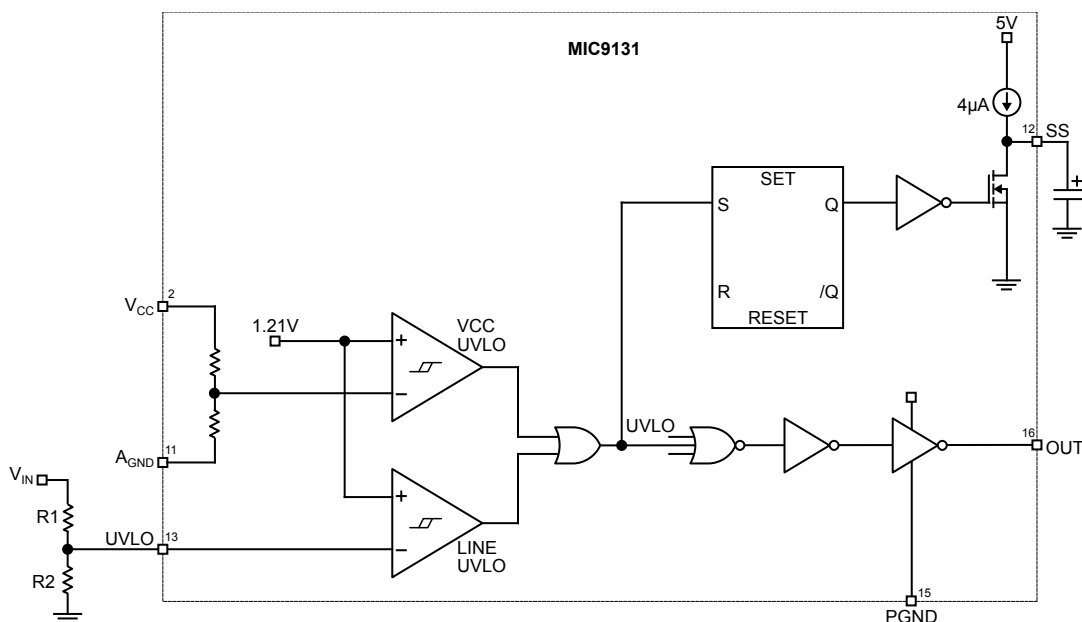 MIC9131
5V
4µA
12
SS
+
SET
S
Q
R
/Q
RESET
2
VCC
1.21V
+
VCC
UVLO
−
UVLO
16
OUT
11
AGND
VIN
R1
+
UVLO
13
−
LINE
UVLO
R2
15
PGND